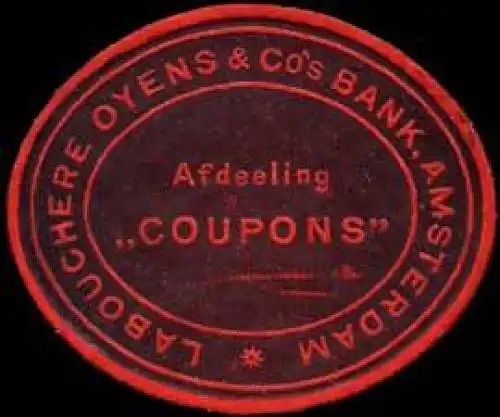 LABOUCHERE OYENS & CO'S BANK, AMSTERDAM
Afdeeling
„COUPONS”